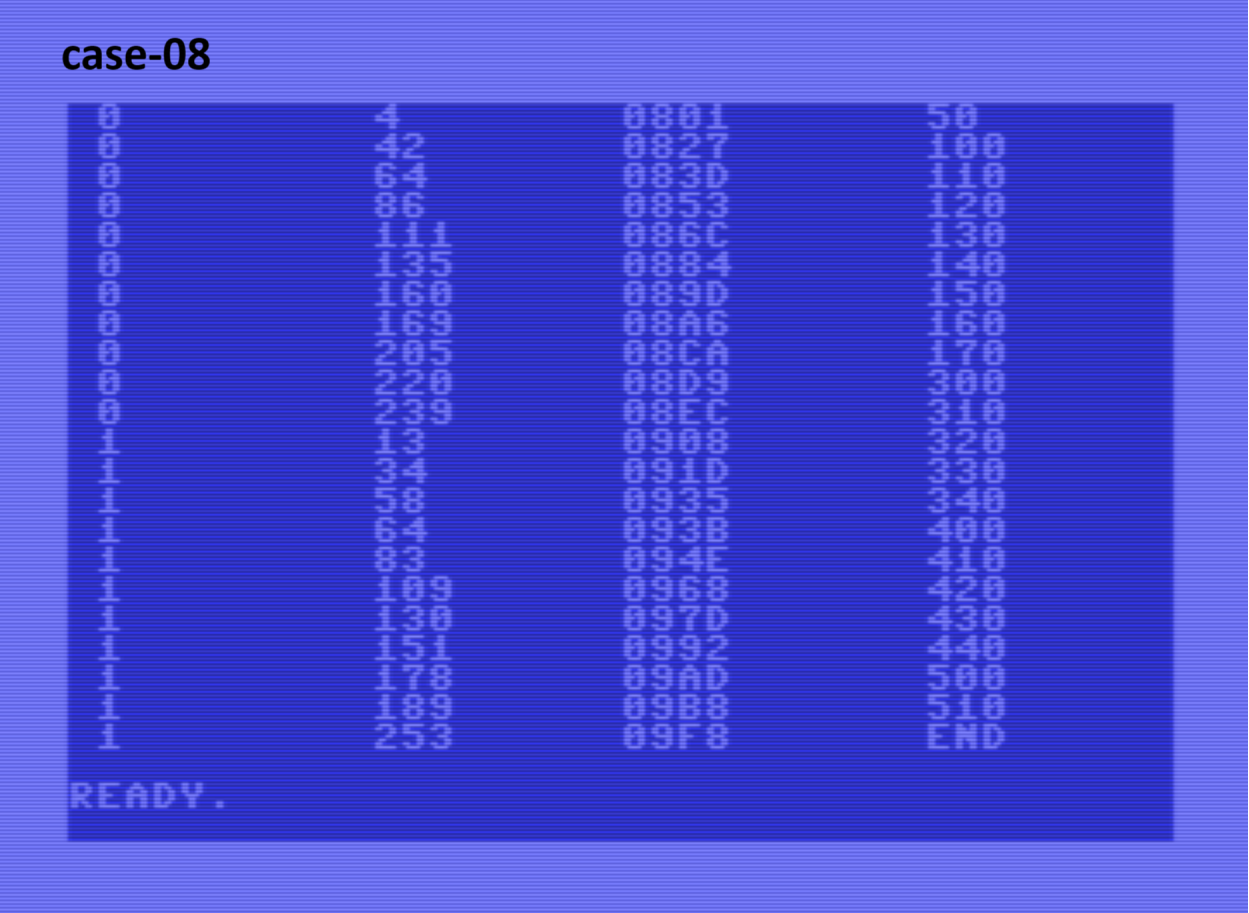 case-08
0 4 0801 50
0 42 0827 100
0 64 083D 110
0 86 0853 120
0 111 086C 130
0 135 0884 140
0 160 089D 150
0 169 08A6 160
0 205 08CA 170
0 220 08D9 300
0 239 08EC 310
1 13 0908 320
1 34 091D 330
1 58 0935 340
1 64 093B 400
1 83 094E 410
1 109 0968 420
1 130 097D 430
1 151 0992 440
1 178 09AD 500
1 189 09B8 510
1 253 09F8 END
READY.